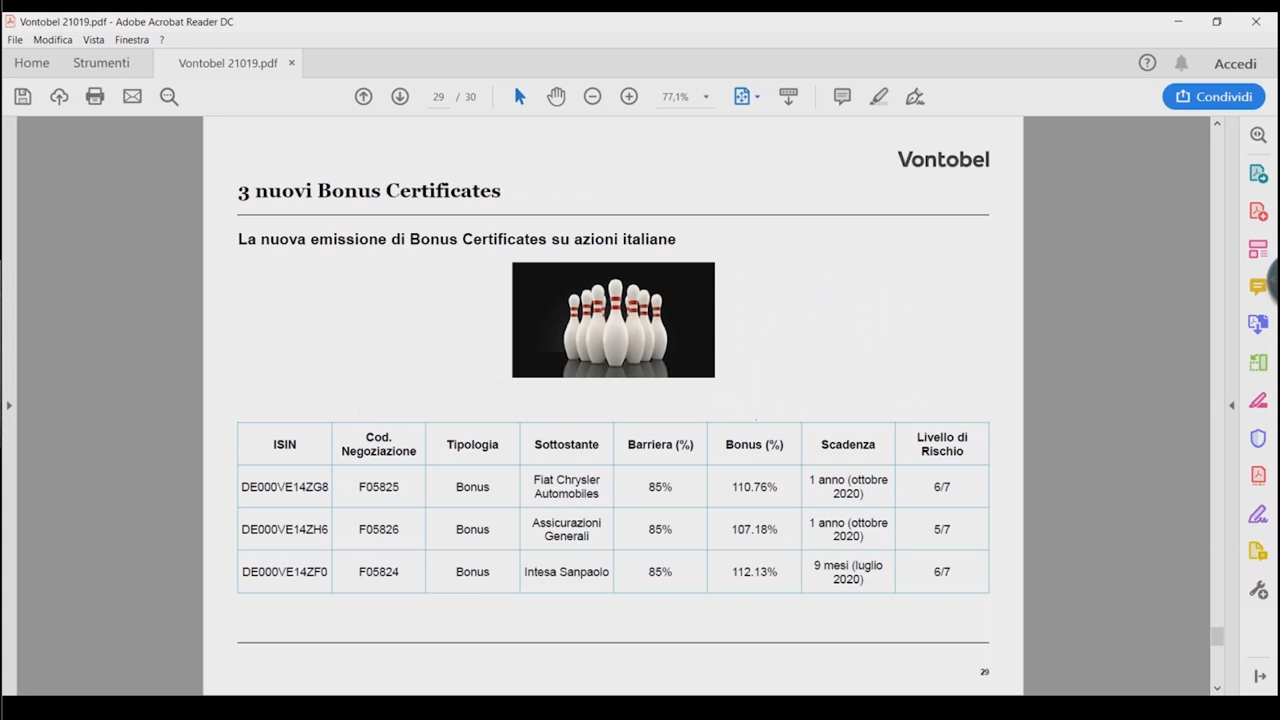 Vontobel 21019.pdf - Adobe Acrobat Reader DC
File Modifica Vista Finestra ?
Home Strumenti Vontobel 21019.pdf × Accedi
29 / 30 77,1% Condividi
Vontobel
3 nuovi Bonus Certificates
La nuova emissione di Bonus Certificates su azioni italiane
ISIN Cod. Negoziazione Tipologia Sottostante Barriera (%) Bonus (%) Scadenza Livello di Rischio
DE000VE14ZG8 F05825 Bonus Fiat Chrysler Automobiles 85% 110.76% 1 anno (ottobre 2020) 6/7
DE000VE14ZH6 F05826 Bonus Assicurazioni Generali 85% 107.18% 1 anno (ottobre 2020) 5/7
DE000VE14ZF0 F05824 Bonus Intesa Sanpaolo 85% 112.13% 9 mesi (luglio 2020) 6/7
29